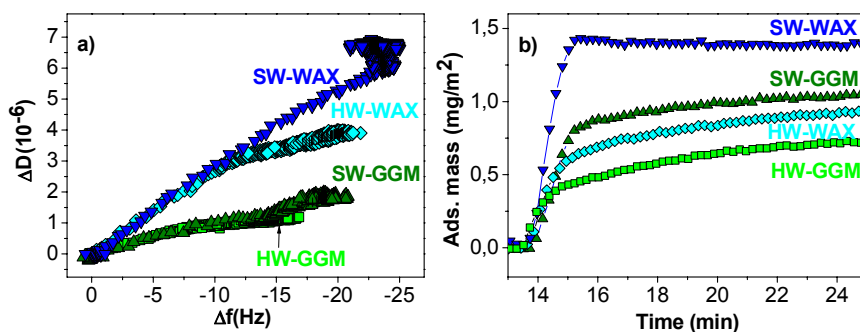 a)
ΔD(10⁻⁶)
7
6
5
4
3
2
1
0
SW-WAX
HW-WAX
SW-GGM
HW-GGM
0 -5 -10 -15 -20 -25
Δf(Hz)
b)
Ads. mass (mg/m²)
1,5
1,0
0,5
0,0
SW-WAX
SW-GGM
HW-WAX
HW-GGM
14 16 18 20 22 24
Time (min)